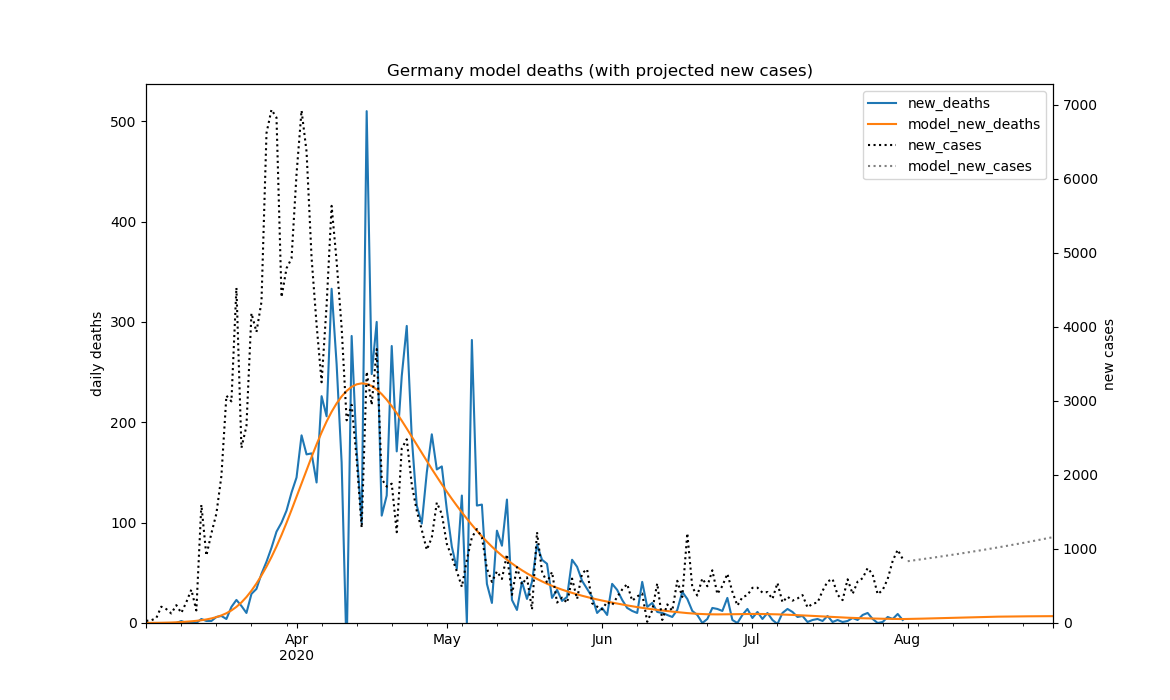 Germany model deaths (with projected new cases)
new_deaths
model_new_deaths
new_cases
model_new_cases
daily deaths
500
400
300
200
100
0
new cases
7000
6000
5000
4000
3000
2000
1000
0
Apr
2020
May
Jun
Jul
Aug